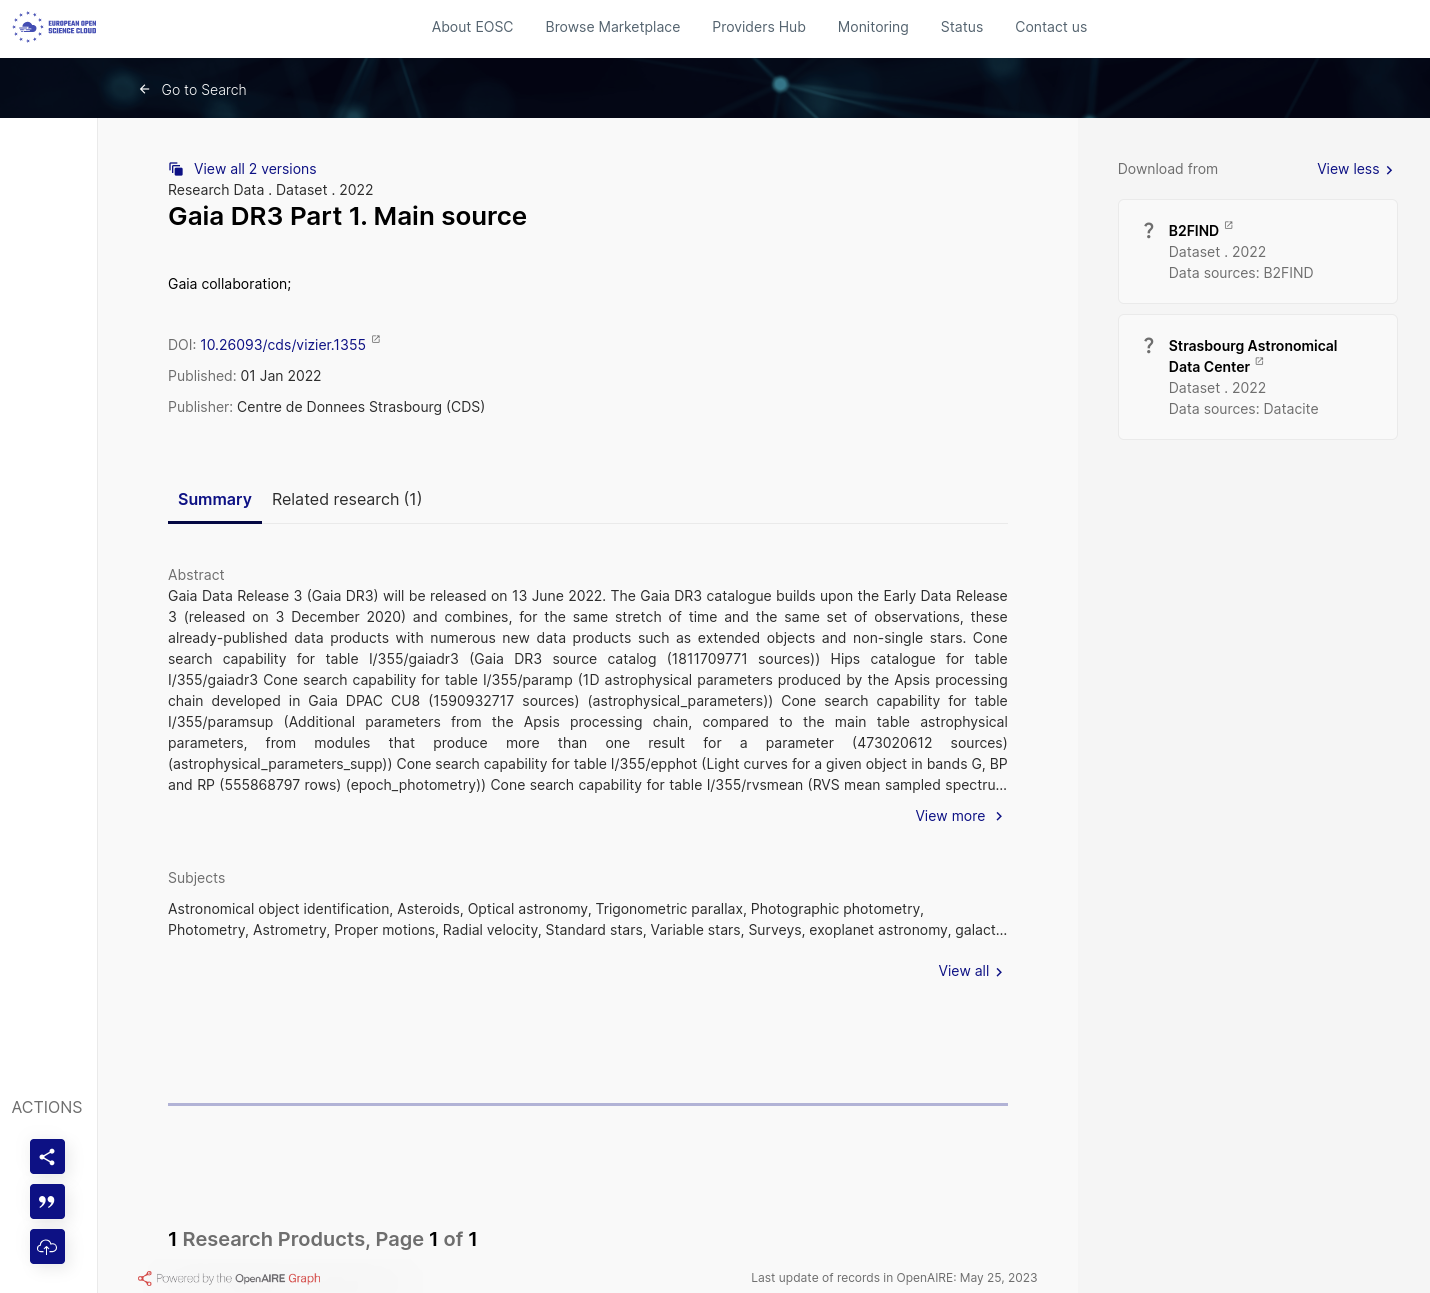 EUROPEAN OPEN
SCIENCE CLOUD
About EOSC Browse Marketplace Providers Hub Monitoring Status Contact us
Go to Search
View all 2 versions
Research Data . Dataset . 2022
Gaia DR3 Part 1. Main source
Gaia collaboration;
DOI: 10.26093/cds/vizier.1355
Published: 01 Jan 2022
Publisher: Centre de Donnees Strasbourg (CDS)
Summary Related research (1)
Abstract
Gaia Data Release 3 (Gaia DR3) will be released on 13 June 2022. The Gaia DR3 catalogue builds upon the Early Data Release
3 (released on 3 December 2020) and combines, for the same stretch of time and the same set of observations, these
already-published data products with numerous new data products such as extended objects and non-single stars. Cone
search capability for table I/355/gaiadr3 (Gaia DR3 source catalog (1811709771 sources)) Hips catalogue for table
I/355/gaiadr3 Cone search capability for table I/355/paramp (1D astrophysical parameters produced by the Apsis processing
chain developed in Gaia DPAC CU8 (1590932717 sources) (astrophysical_parameters)) Cone search capability for table
I/355/paramsup (Additional parameters from the Apsis processing chain, compared to the main table astrophysical
parameters, from modules that produce more than one result for a parameter (473020612 sources)
(astrophysical_parameters_supp)) Cone search capability for table I/355/epphot (Light curves for a given object in bands G, BP
and RP (555868797 rows) (epoch_photometry)) Cone search capability for table I/355/rvsmean (RVS mean sampled spectru...
View more
Subjects
Astronomical object identification, Asteroids, Optical astronomy, Trigonometric parallax, Photographic photometry,
Photometry, Astrometry, Proper motions, Radial velocity, Standard stars, Variable stars, Surveys, exoplanet astronomy, galact...
View all
Download from View less
? B2FIND
Dataset . 2022
Data sources: B2FIND
? Strasbourg Astronomical
Data Center
Dataset . 2022
Data sources: Datacite
ACTIONS
1 Research Products, Page 1 of 1
Powered by the OpenAIRE Graph
Last update of records in OpenAIRE: May 25, 2023